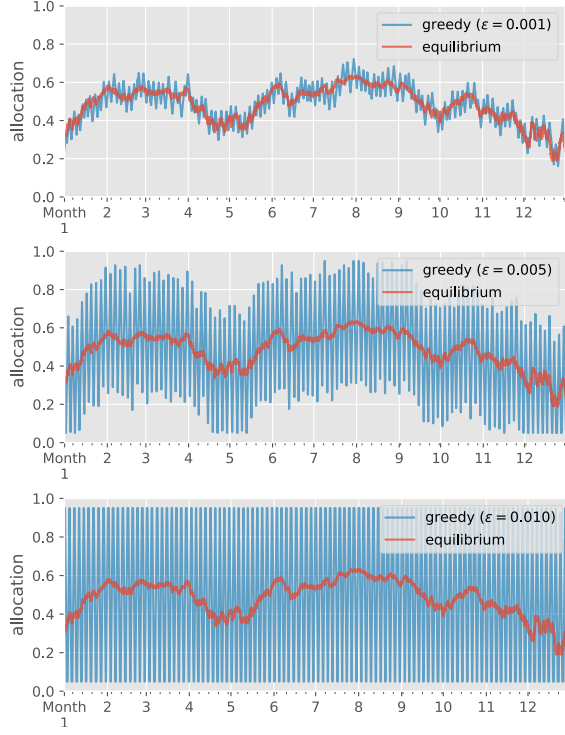 1.0
greedy (ε = 0.001)
0.8
equilibrium
allocation
0.6
0.4
0.2
0.0
Month 2 3 4 5 6 7 8 9 10 11 12
1
1.0
greedy (ε = 0.005)
0.8
equilibrium
allocation
0.6
0.4
0.2
0.0
Month 2 3 4 5 6 7 8 9 10 11 12
1
1.0
greedy (ε = 0.010)
0.8
equilibrium
allocation
0.6
0.4
0.2
0.0
Month 2 3 4 5 6 7 8 9 10 11 12
1